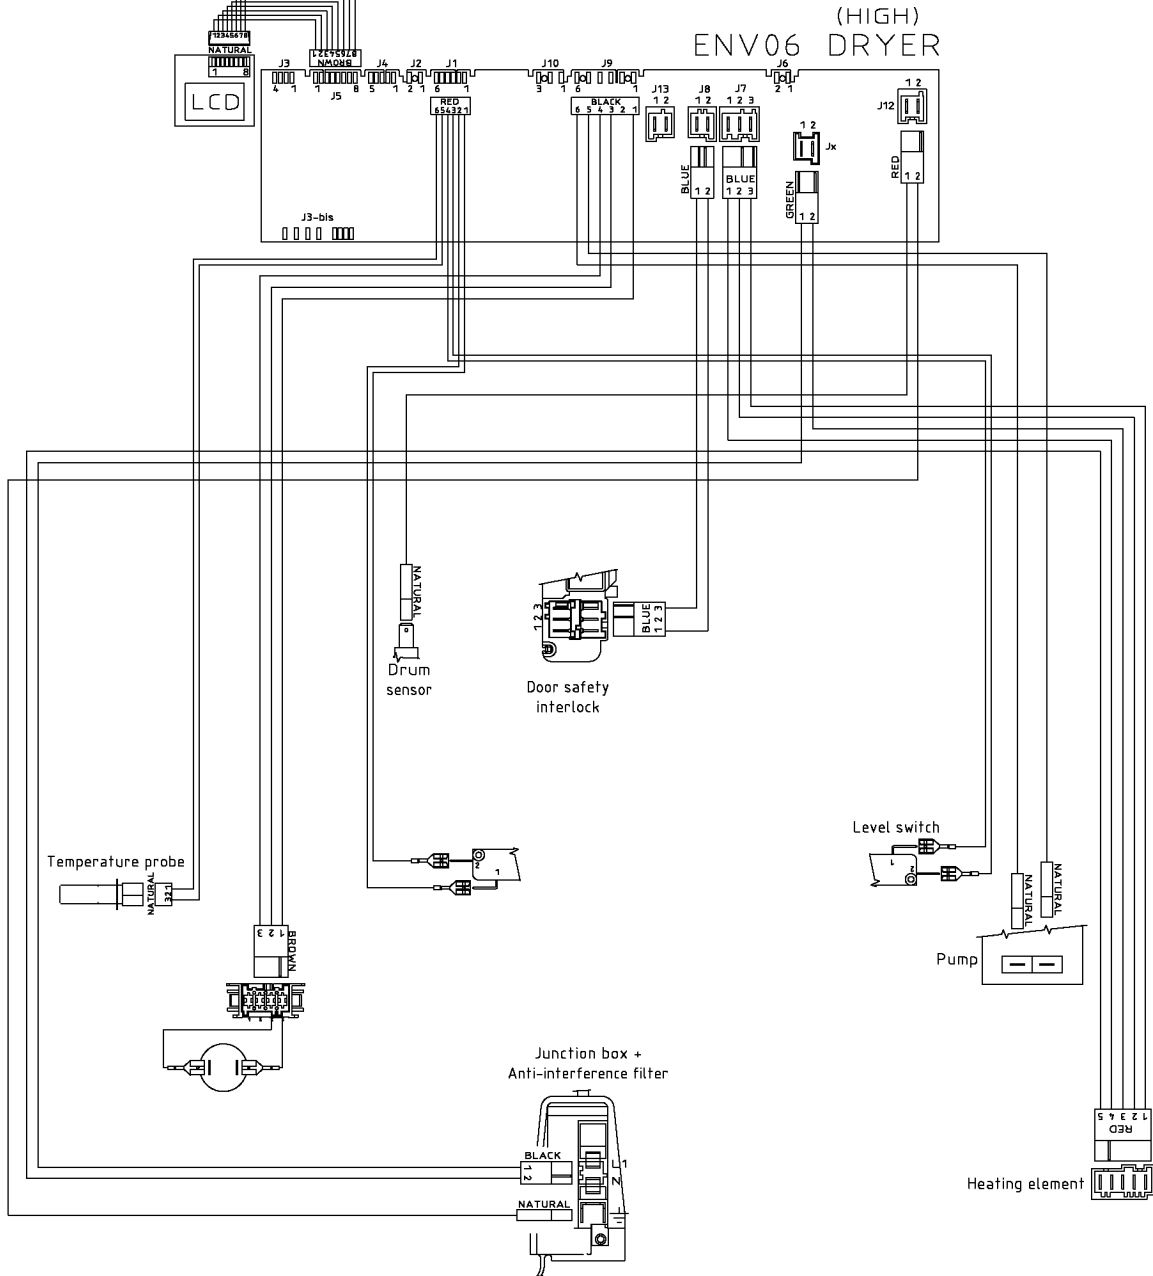 (HIGH)
ENV06 DRYER
12345678
NATURAL
1 8
LCD
87654321
BROWN
J3
4 1
J5
1 8
J4
5 1
J2
2 1
J1
6 1
RED
654321
J10
3 1
J9
6 1
BLACK
6 5 4 3 2 1
J13
1 2
J8
1 2
BLUE
1 2
J7
1 2 3
BLUE
1 2 3
J6
2 1
1 2
Jx
GREEN
1 2
1 2
J12
RED
1 2
J3-bis
NATURAL
Drum
sensor
1 2 3
BLUE
1 2 3
Door safety
interlock
Temperature probe
NATURAL
321
2
1
Level switch
1
2
NATURAL
NATURAL
Pump
3 2 1
BROWN
Junction box +
Anti-interference filter
BLACK
1
2
L1
N
NATURAL
5 4 3 2 1
RED
Heating element